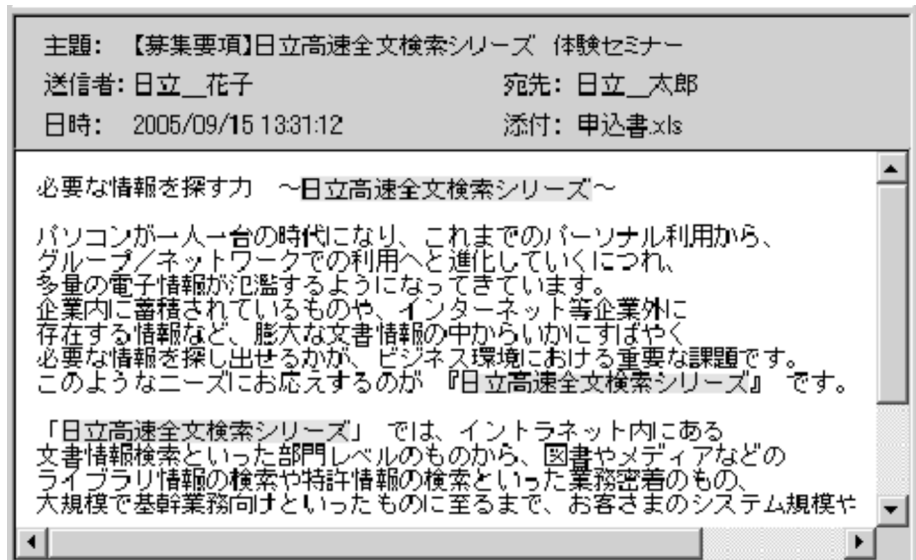 主題： 【募集要項】日立高速全文検索シリーズ 体験セミナー
送信者：日立__花子 宛先：日立__太郎
日時： 2005/09/15 13:31:12 添付：申込書.xls
必要な情報を探す力 ～日立高速全文検索シリーズ～
パソコンが一人一台の時代になり、これまでのパーソナル利用から、
グループ／ネットワークでの利用へと進化していくにつれ、
多量の電子情報が氾濫するようになってきています。
企業内に蓄積されているものや、インターネット等企業外に
存在する情報など、膨大な文書情報の中からいかにすばやく
必要な情報を探し出せるかが、ビジネス環境における重要な課題です。
このようなニーズにお応えするのが 『日立高速全文検索シリーズ』 です。
「日立高速全文検索シリーズ」 では、イントラネット内にある
文書情報検索といった部門レベルのものから、図書やメディアなどの
ライブラリ情報の検索や特許情報の検索といった業務密着のもの、
大規模で基幹業務向けといったものに至るまで、お客さまのシステム規模や